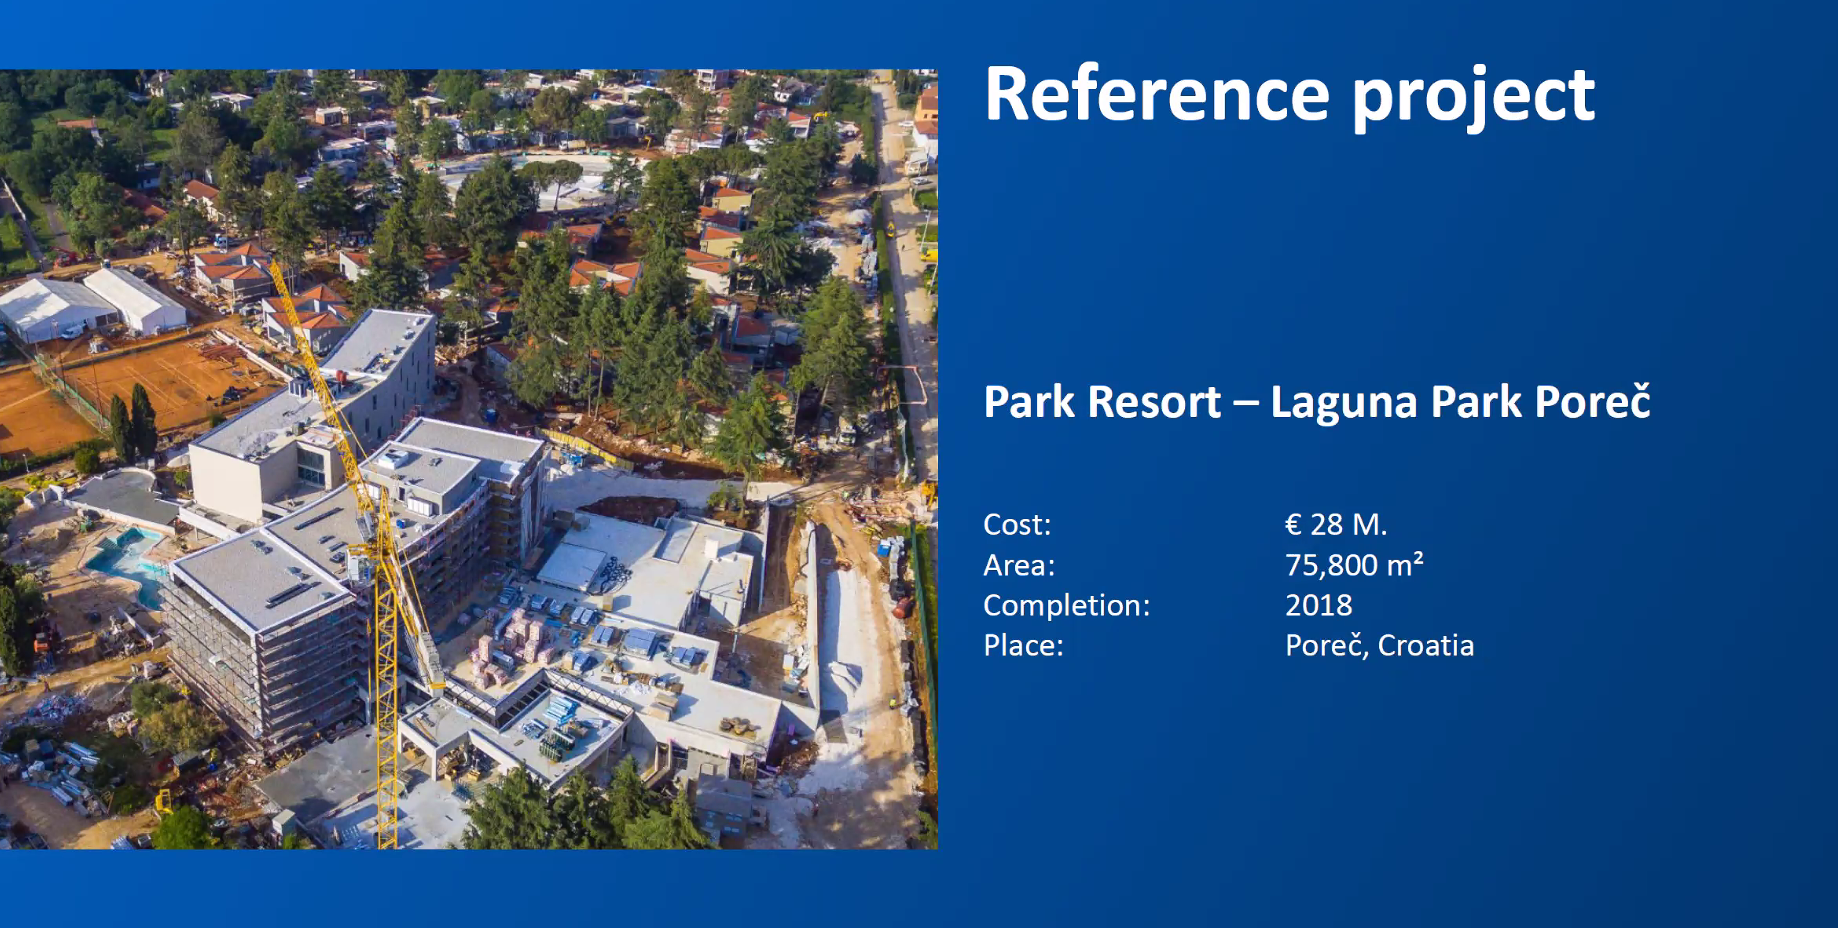 Reference project
Park Resort – Laguna Park Poreč
Cost: € 28 M.
Area: 75,800 m²
Completion: 2018
Place: Poreč, Croatia